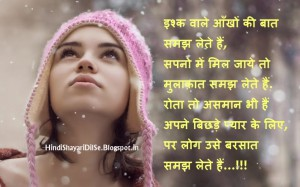 इश्क वाले आँखों की बात
समझ लेते हैं,
सपनों में मिल जाये तो
मुलाकात समझ लेते हैं.
रोता तो असमान भी हैं
अपने बिछड़े प्यार के लिए,
पर लोग उसे बरसात
समझ लेते हैं...!!!
HindiShayariDilSe.Blogspot.in